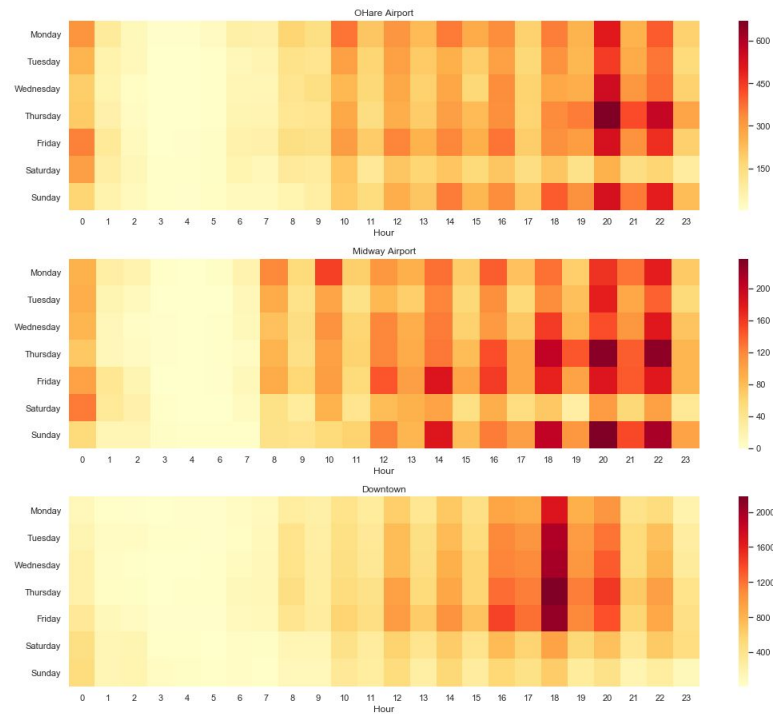 OHare Airport
Monday
Tuesday
Wednesday
Thursday
Friday
Saturday
Sunday
0 1 2 3 4 5 6 7 8 9 10 11 12 13 14 15 16 17 18 19 20 21 22 23
Hour
600
450
300
150
Midway Airport
Monday
Tuesday
Wednesday
Thursday
Friday
Saturday
Sunday
0 1 2 3 4 5 6 7 8 9 10 11 12 13 14 15 16 17 18 19 20 21 22 23
Hour
200
160
120
80
40
0
Downtown
Monday
Tuesday
Wednesday
Thursday
Friday
Saturday
Sunday
0 1 2 3 4 5 6 7 8 9 10 11 12 13 14 15 16 17 18 19 20 21 22 23
Hour
2000
1600
1200
800
400